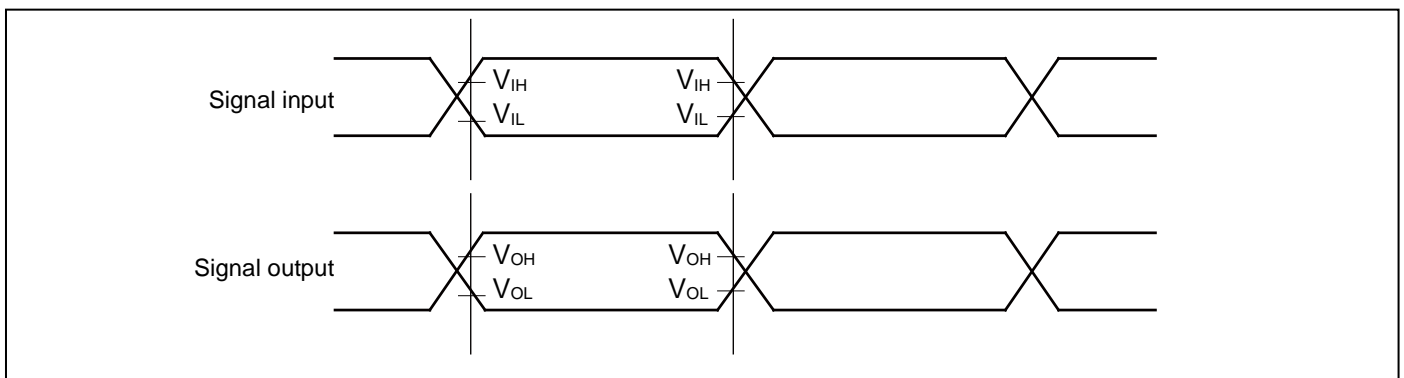 V_IH V_IH
Signal input
V_IL V_IL
V_OH V_OH
Signal output
V_OL V_OL